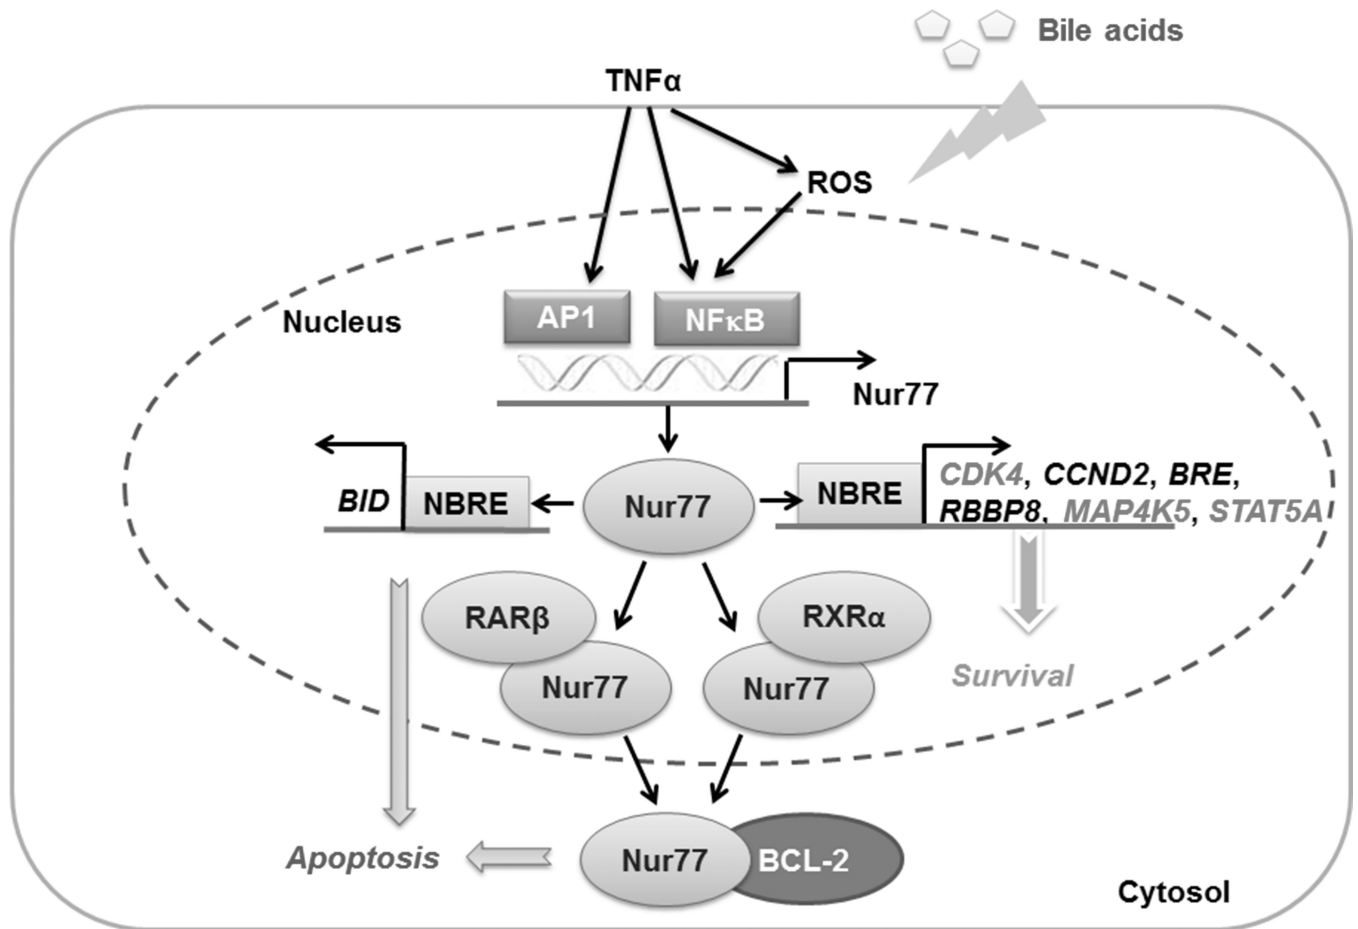 Bile acids
TNFα
ROS
Nucleus
AP1
NFκB
Nur77
BID
NBRE
Nur77
NBRE
CDK4, CCND2, BRE,
RBBP8, MAP4K5, STAT5A
RARβ
RXRα
Nur77
Nur77
Survival
Apoptosis
Nur77
BCL-2
Cytosol